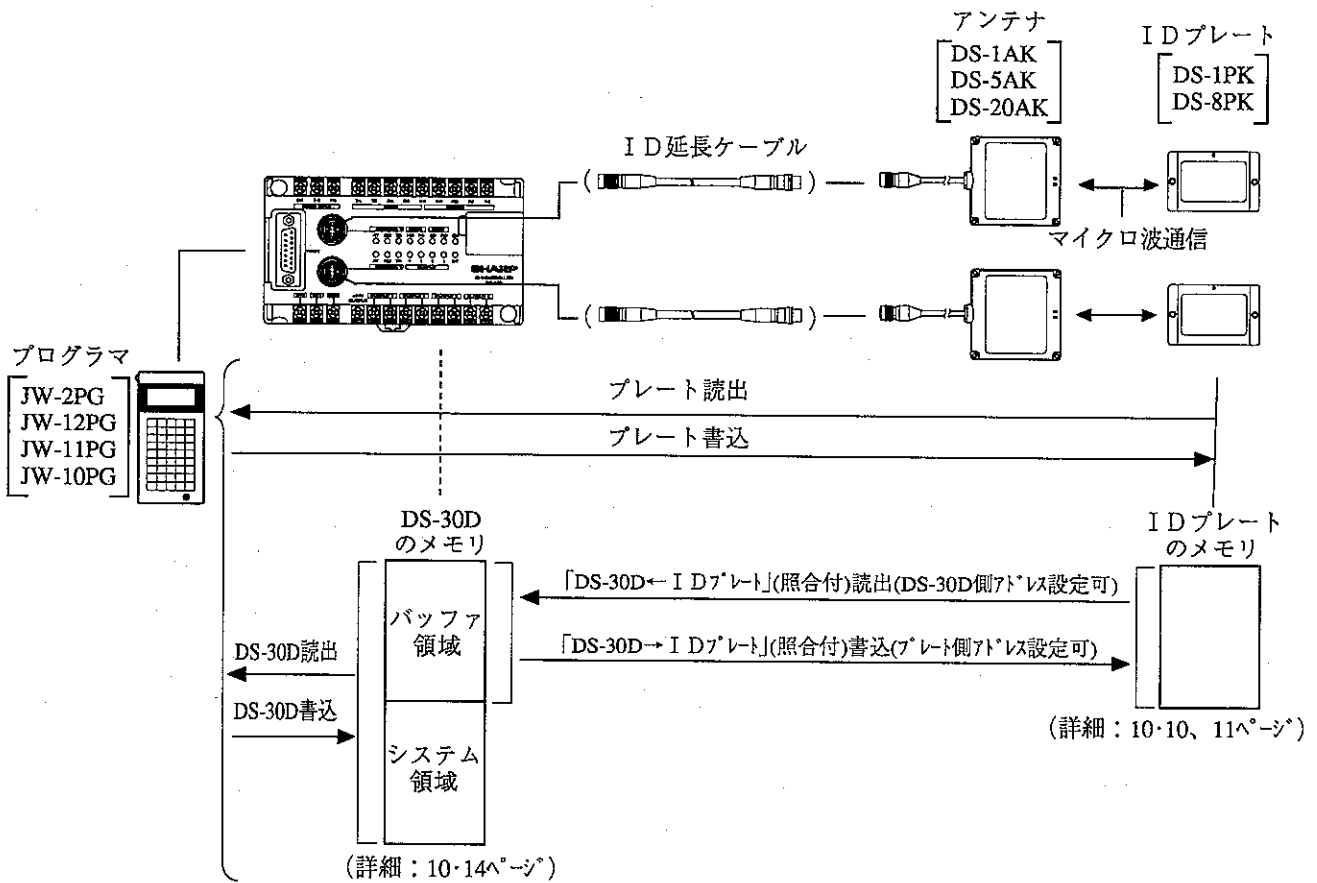 アンテナ
DS-1AK
DS-5AK
DS-20AK
IDプレート
DS-1PK
DS-8PK
ID延長ケーブル
マイクロ波通信
SHARP
プログラマ
JW-2PG
JW-12PG
JW-11PG
JW-10PG
プレート読出
プレート書込
DS-30D
のメモリ
IDプレート
のメモリ
バッファ
領域
システム
領域
「DS-30D←IDプレート」(照合付)読出(DS-30D側アドレス設定可)
「DS-30D→IDプレート」(照合付)書込(プレート側アドレス設定可)
DS-30D読出
DS-30D書込
(詳細：10・10、11ページ)
(詳細：10・14ページ)